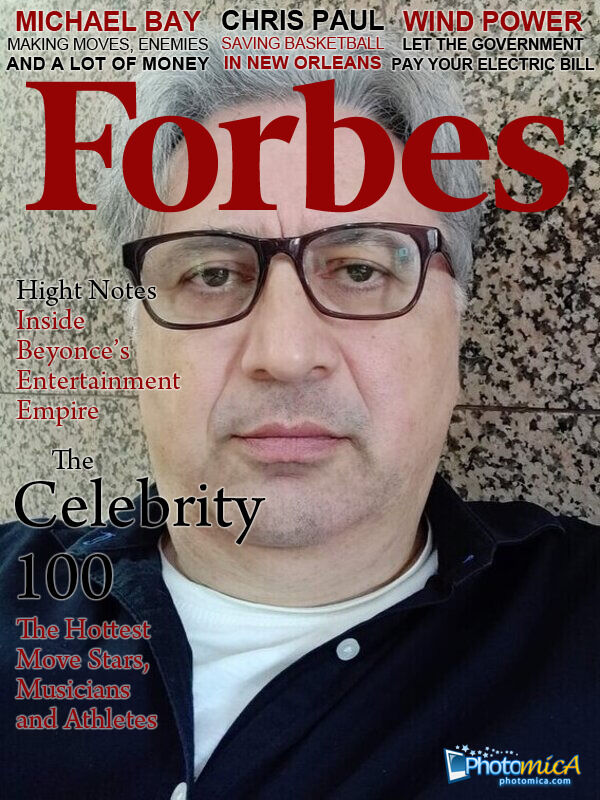 MICHAEL BAY
MAKING MOVES, ENEMIES
AND A LOT OF MONEY
CHRIS PAUL
SAVING BASKETBALL
IN NEW ORLEANS
WIND POWER
LET THE GOVERNMENT
PAY YOUR ELECTRIC BILL
Forbes
Hight Notes
Inside
Beyonce's
Entertainment
Empire
The
Celebrity
100
The Hottest
Move Stars,
Musicians
and Athletes
PhotomicA
photomica.com